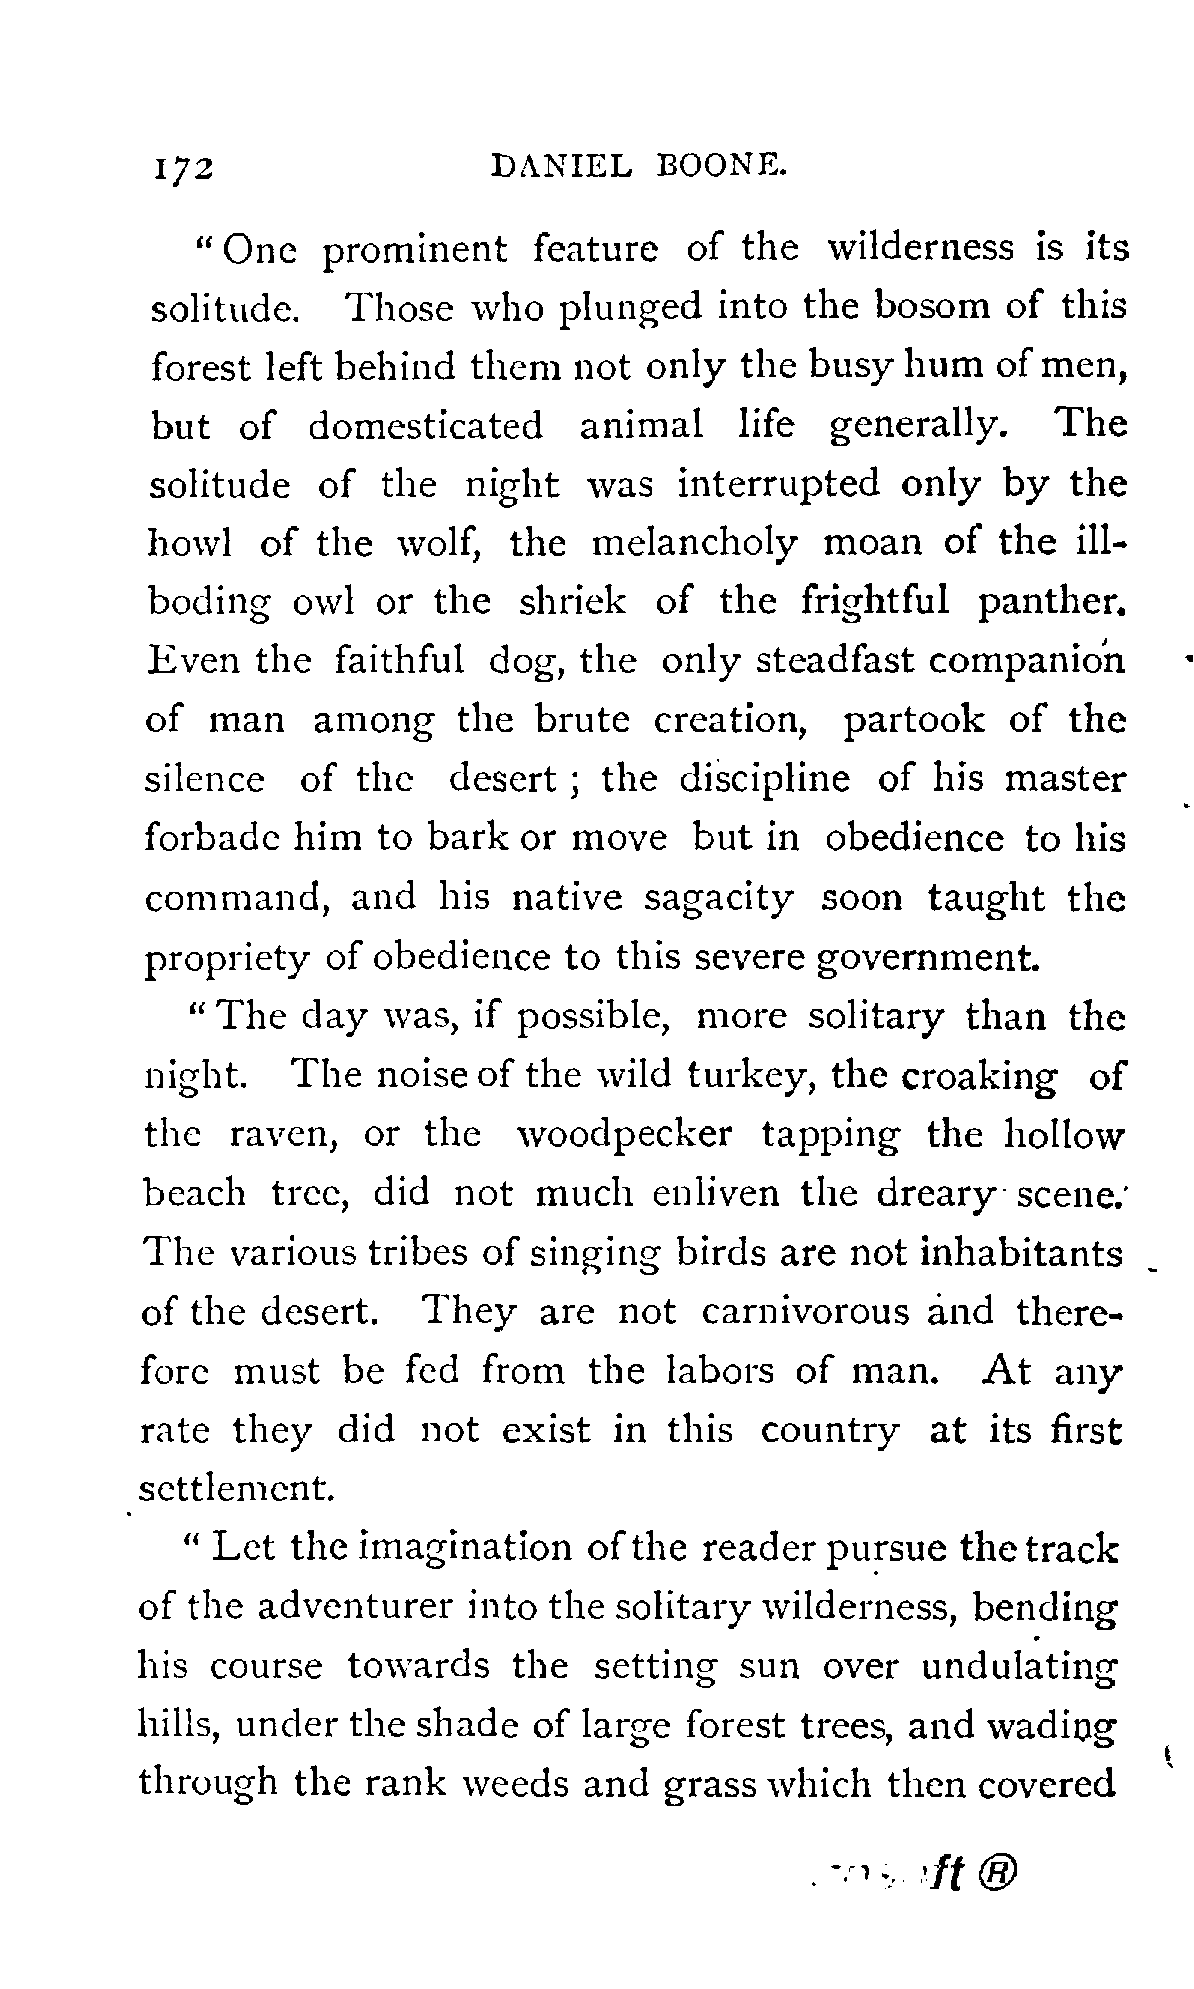 172 DANIEL BOONE.
“ One prominent feature of the wilderness is its
solitude. Those who plunged into the bosom of this
forest left behind them not only the busy hum of men,
but of domesticated animal life generally. The
solitude of the night was interrupted only by the
howl of the wolf, the melancholy moan of the ill-
boding owl or the shriek of the frightful panther.
Even the faithful dog, the only steadfast companion
of man among the brute creation, partook of the
silence of the desert ; the discipline of his master
forbade him to bark or move but in obedience to his
command, and his native sagacity soon taught the
propriety of obedience to this severe government.
“ The day was, if possible, more solitary than the
night. The noise of the wild turkey, the croaking of
the raven, or the woodpecker tapping the hollow
beach tree, did not much enliven the dreary scene.
The various tribes of singing birds are not inhabitants
of the desert. They are not carnivorous and there-
fore must be fed from the labors of man. At any
rate they did not exist in this country at its first
settlement.
“ Let the imagination of the reader pursue the track
of the adventurer into the solitary wilderness, bending
his course towards the setting sun over undulating
hills, under the shade of large forest trees, and wading
through the rank weeds and grass which then covered
ft ®